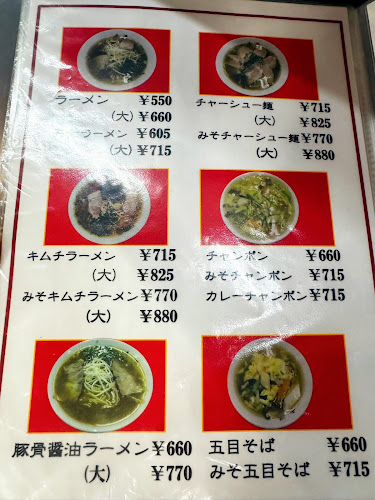 ラーメン ¥550
(大) ¥660
ラーメン ¥605
(大) ¥715
チャーシュー麺 ¥715
(大) ¥825
みそチャーシュー麺 ¥770
(大) ¥880
キムチラーメン ¥715
(大) ¥825
みそキムチラーメン ¥770
(大) ¥880
チャンポン ¥660
みそチャンポン ¥715
カレーチャンポン ¥715
豚骨醤油ラーメン ¥660
(大) ¥770
五目そば ¥660
みそ五目そば ¥715